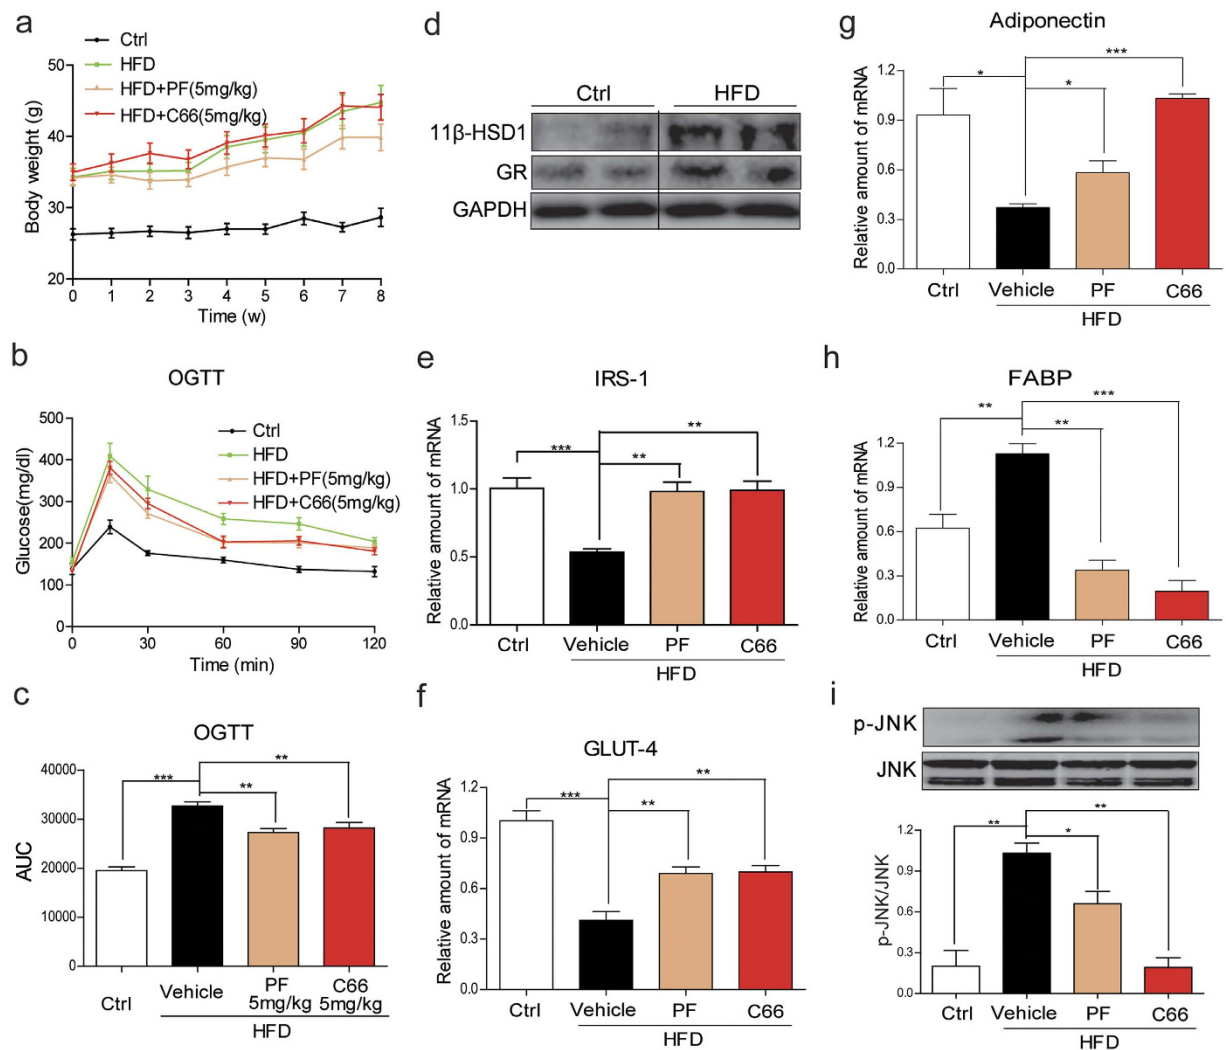 a
Ctrl
HFD
HFD+PF(5mg/kg)
HFD+C66(5mg/kg)
Body weight (g)
50
40
30
20
0 1 2 3 4 5 6 7 8
Time (w)
b
OGTT
Ctrl
HFD
HFD+PF(5mg/kg)
HFD+C66(5mg/kg)
Glucose(mg/dl)
500
400
300
200
100
0
0 30 60 90 120
Time (min)
c
OGTT
AUC
40000
30000
20000
10000
0
*** ** **
Ctrl Vehicle PF 5mg/kg C66 5mg/kg
HFD
d
Ctrl HFD
11β-HSD1
GR
GAPDH
e
IRS-1
Relative amount of mRNA
1.5
1.0
0.5
0.0
*** ** **
Ctrl Vehicle PF C66
HFD
f
GLUT-4
Relative amount of mRNA
1.2
0.9
0.6
0.3
0.0
*** ** **
Ctrl Vehicle PF C66
HFD
g
Adiponectin
Relative amount of mRNA
1.2
0.9
0.6
0.3
0.0
* * ***
Ctrl Vehicle PF C66
HFD
h
FABP
Relative amount of mRNA
1.2
0.9
0.6
0.3
0.0
** ** ***
Ctrl Vehicle PF C66
HFD
i
p-JNK
JNK
p-JNK/JNK
1.2
0.9
0.6
0.3
0.0
** * **
Ctrl Vehicle PF C66
HFD